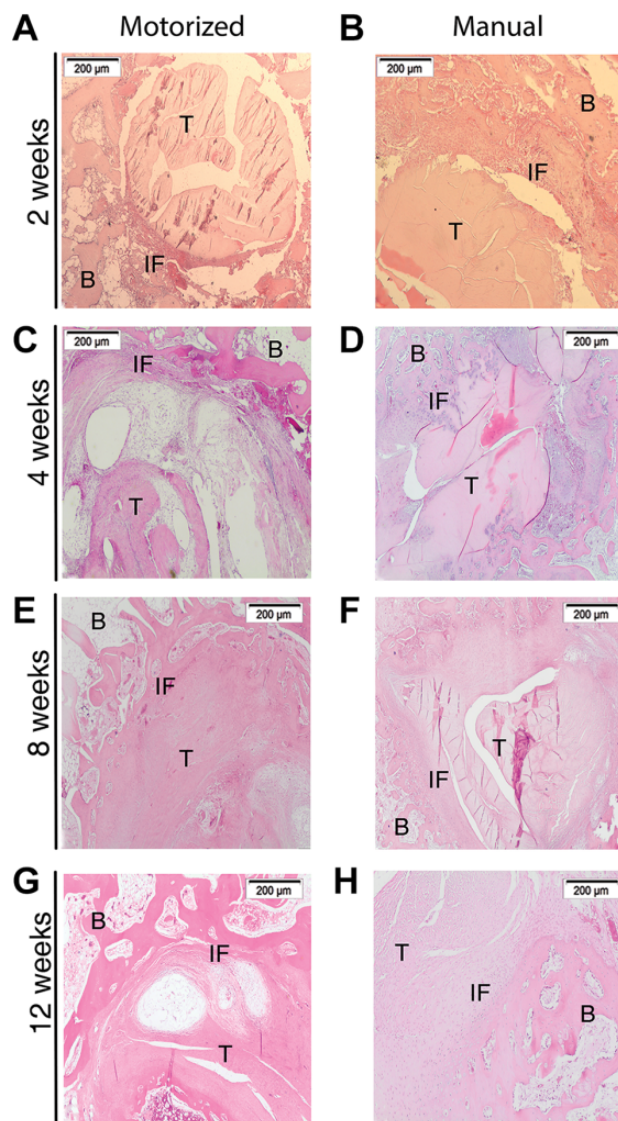 Motorized Manual
A B
200 µm 200 µm
B
T
IF
T
2 weeks
IF
B
C D
200 µm B 200 µm
IF B
IF
4 weeks
T T
E F
200 µm 200 µm
B
IF
T T
8 weeks
IF
B
G H
200 µm 200 µm
B
IF T
IF
12 weeks
T B